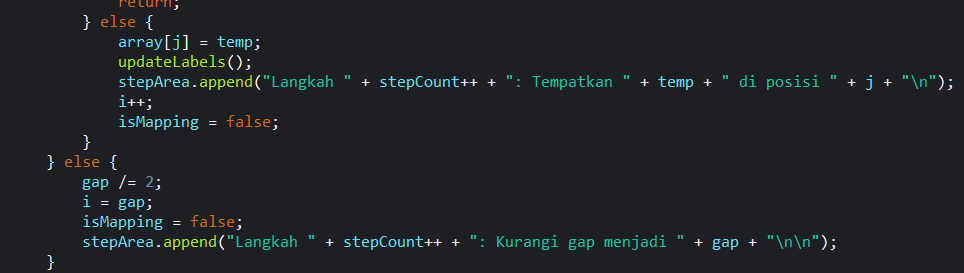 return;
} else {
array[j] = temp;
updateLabels();
stepArea.append("Langkah " + stepCount++ + ": Tempatkan " + temp + " di posisi " + j + "\n");
i++;
isMapping = false;
}
} else {
gap /= 2;
i = gap;
isMapping = false;
stepArea.append("Langkah " + stepCount++ + ": Kurangi gap menjadi " + gap + "\n\n");
}